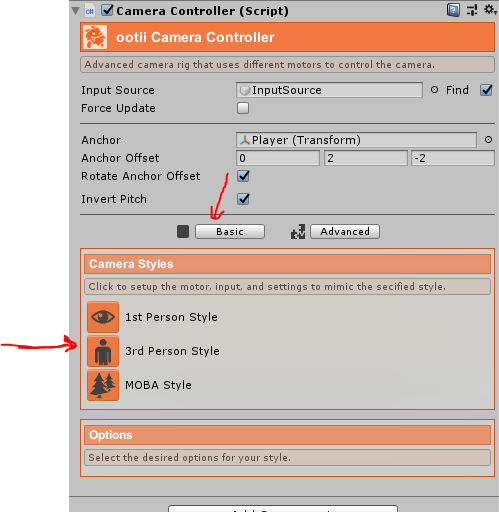 Camera Controller (Script)
ootii Camera Controller
Advanced camera rig that uses different motors to control the camera.
Input Source InputSource Find
Force Update
Anchor Player (Transform)
Anchor Offset 0 2 -2
Rotate Anchor Offset
Invert Pitch
Basic Advanced
Camera Styles
Click to setup the motor, input, and settings to mimic the secified style.
1st Person Style
3rd Person Style
MOBA Style
Options
Select the desired options for your style.